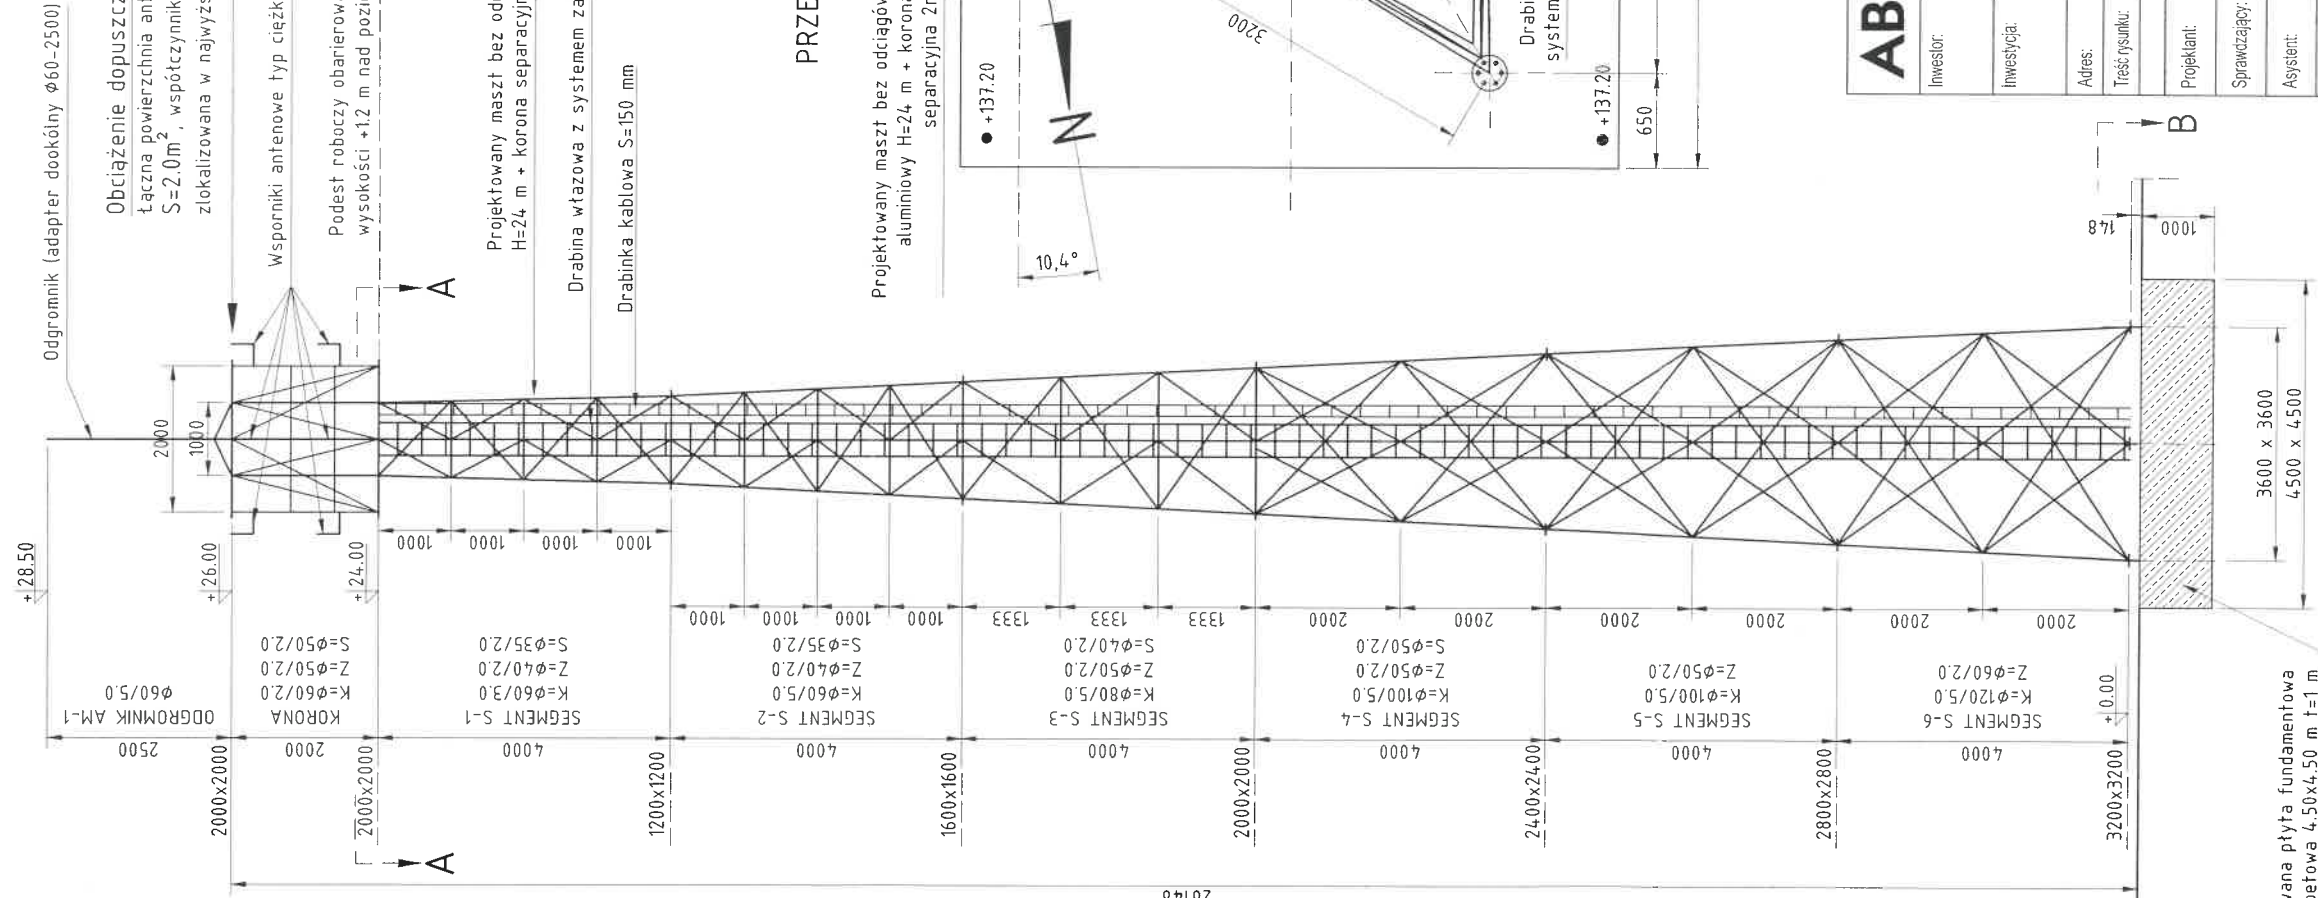 Odgromnik (adapter dookólny ϕ60-2500)
Obciążenie dopuszcz
Łączna powierzchnia ant
S=2.0m², współczynnik
zlokalizowana w najwyżs
Wsporniki antenowe typ ciężk
Podest roboczy obarierowa
wysokości +1.2 m nad pozi
Projektowany maszt bez od
H=24 m + korona separacyjn
Drabina włazowa z systemem za
Drabinka kablowa S=150 mm
PRZE
Projektowany maszt bez odciągów
aluminiowy H=24 m + korona
separacyjna 2n
N
10,4°
+137.20
3200
Drabi
system
+137.20
650
AB
Inwestor:
Inwestycja:
Adres:
Treść rysunku:
Projektant:
Sprawdzający:
Asystent:
A
B
2000
1000
148
1000
3600 x 3600
4500 x 4500
+28.50
+26.00
+24.00
1000
1000
1000
1000
1000
1000
1000
1000
1333
1333
1333
2000
2000
2000
2000
2000
2000
ODGROMNIK AM-1
ϕ60/5.0
2500
KORONA
K=ϕ60/2.0
Z=ϕ50/2.0
S=ϕ50/2.0
2000
SEGMENT S-1
K=ϕ60/3.0
Z=ϕ40/2.0
S=ϕ35/2.0
4000
SEGMENT S-2
K=ϕ60/5.0
Z=ϕ40/2.0
S=ϕ35/2.0
4000
SEGMENT S-3
K=ϕ80/5.0
Z=ϕ50/2.0
S=ϕ40/2.0
4000
SEGMENT S-4
K=ϕ100/5.0
Z=ϕ50/2.0
S=ϕ50/2.0
4000
SEGMENT S-5
K=ϕ100/5.0
Z=ϕ50/2.0
4000
SEGMENT S-6
K=ϕ120/5.0
Z=ϕ60/2.0
4000
±0.00
2000x2000
2000x2000
1200x1200
1600x1600
2000x2000
2400x2400
2800x2800
3200x3200
A
wana płyta fundamentowa
betowa 4.50x4.50 m t=1 m